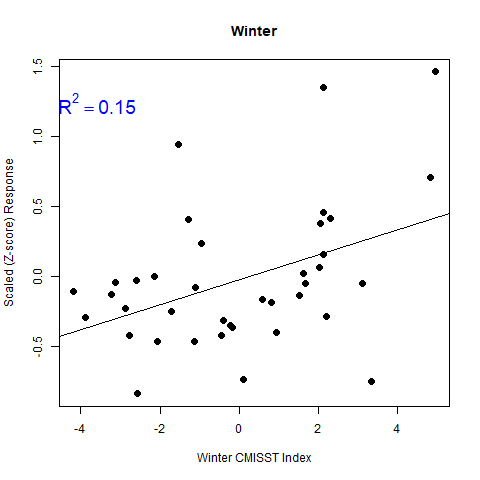 Winter
R² = 0.15
Scaled (Z-score) Response
1.5
1.0
0.5
0.0
-0.5
-4 -2 0 2 4
Winter CMISST Index